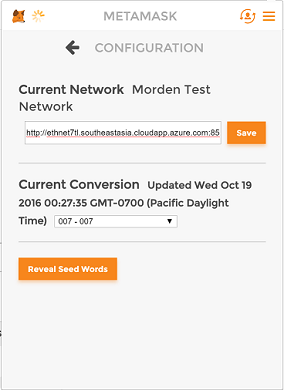 METAMASK
CONFIGURATION
Current Network Morden Test
Network
http://ethnet7tl.southeastasia.cloudapp.azure.com:85
Save
Current Conversion Updated Wed Oct 19
2016 00:27:35 GMT-0700 (Pacific Daylight
Time) 007 - 007
Reveal Seed Words